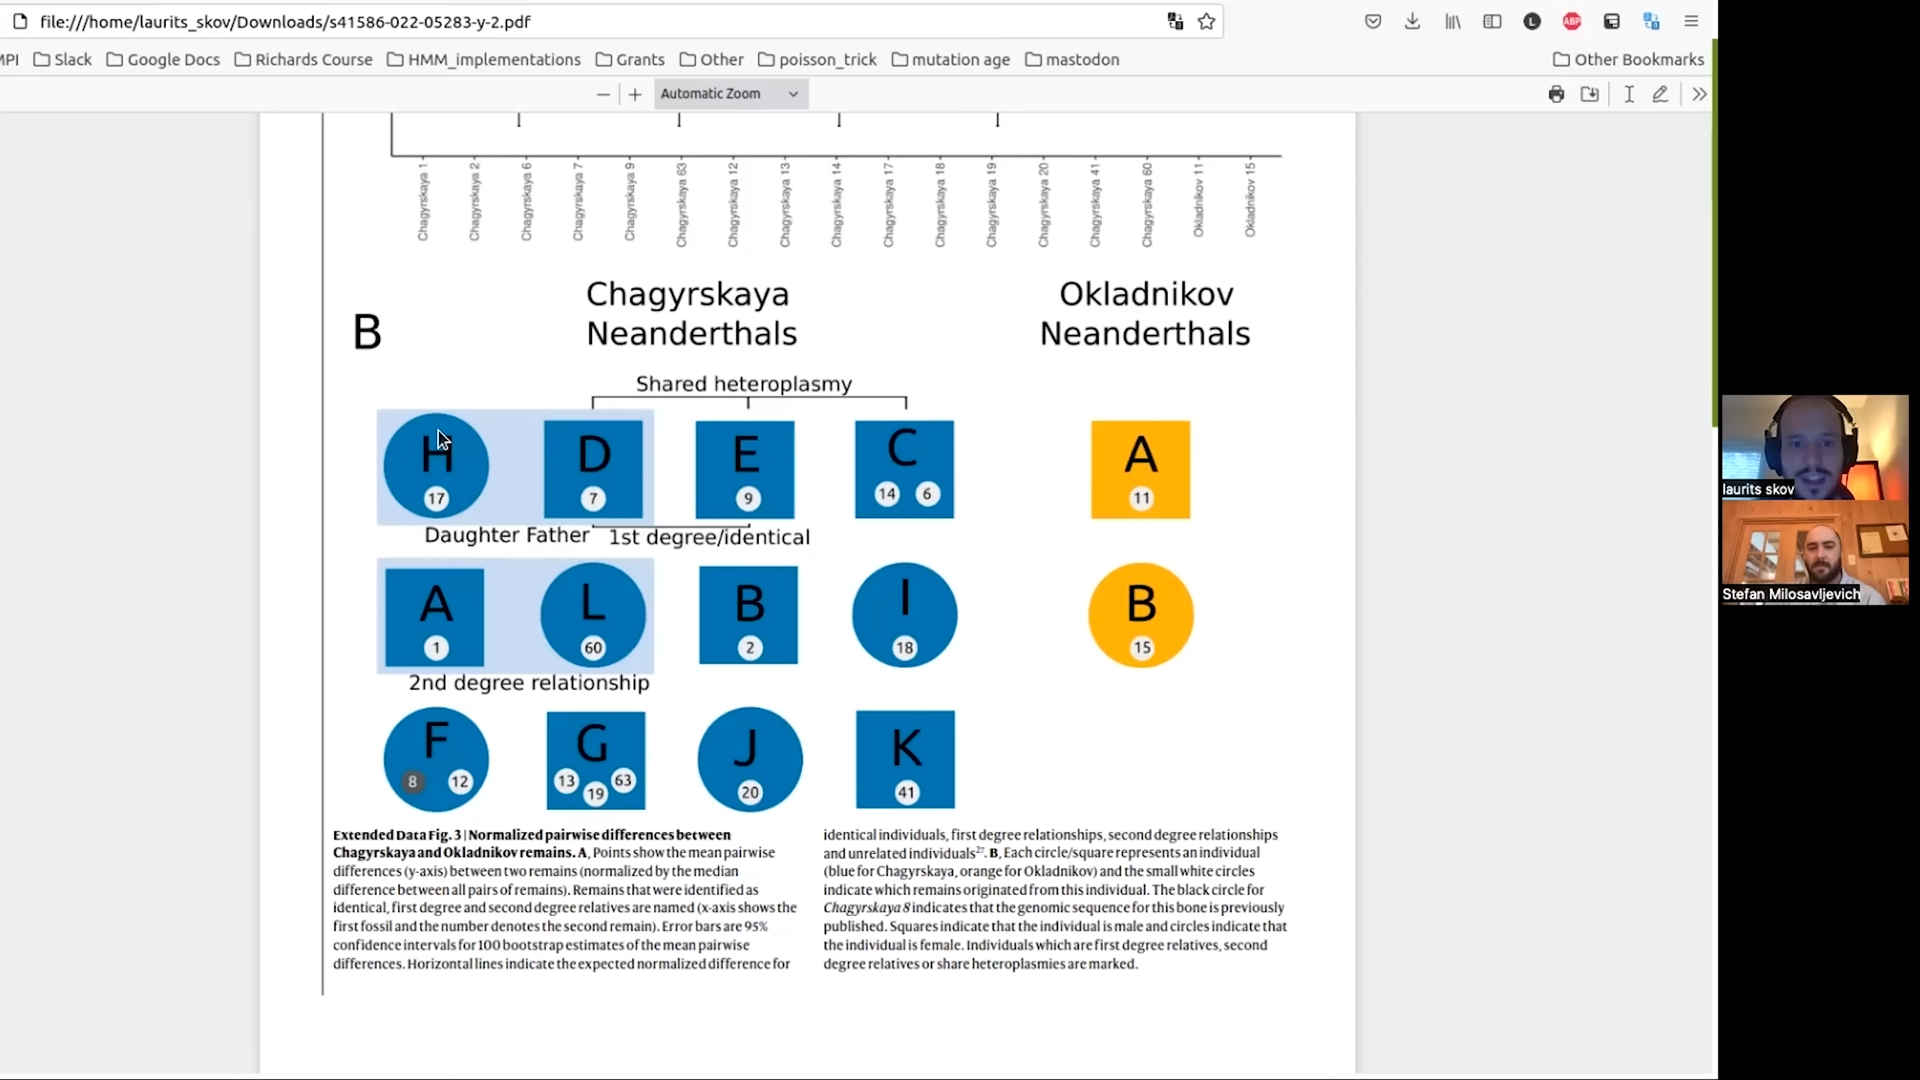 file:///home/laurits_skov/Downloads/s41586-022-05283-y-2.pdf
L
ABP
MPI
Slack
Google Docs
Richards Course
HMM_implementations
Grants
Other
poisson_trick
mutation age
mastodon
Other Bookmarks
Automatic Zoom
Chagyrskaya 1
Chagyrskaya 2
Chagyrskaya 6
Chagyrskaya 7
Chagyrskaya 9
Chagyrskaya 63
Chagyrskaya 12
Chagyrskaya 13
Chagyrskaya 14
Chagyrskaya 17
Chagyrskaya 18
Chagyrskaya 19
Chagyrskaya 20
Chagyrskaya 41
Chagyrskaya 60
Okladnikov 11
Okladnikov 15
B
Chagyrskaya
Neanderthals
Okladnikov
Neanderthals
Shared heteroplasmy
H
17
D
7
E
9
C
14 6
A
11
Daughter Father
1st degree/identical
A
1
L
60
B
2
I
18
B
15
2nd degree relationship
F
8 12
G
13 19 63
J
20
K
41
Extended Data Fig. 3 | Normalized pairwise differences between
Chagyrskaya and Okladnikov remains. A, Points show the mean pairwise
differences (y-axis) between two remains (normalized by the median
difference between all pairs of remains). Remains that were identified as
identical, first degree and second degree relatives are named (x-axis shows the
first fossil and the number denotes the second remain). Error bars are 95%
confidence intervals for 100 bootstrap estimates of the mean pairwise
differences. Horizontal lines indicate the expected normalized difference for
identical individuals, first degree relationships, second degree relationships
and unrelated individuals27. B, Each circle/square represents an individual
(blue for Chagyrskaya, orange for Okladnikov) and the small white circles
indicate which remains originated from this individual. The black circle for
Chagyrskaya 8 indicates that the genomic sequence for this bone is previously
published. Squares indicate that the individual is male and circles indicate that
the individual is female. Individuals which are first degree relatives, second
degree relatives or share heteroplasmies are marked.
laurits skov
Stefan Milosavljevich